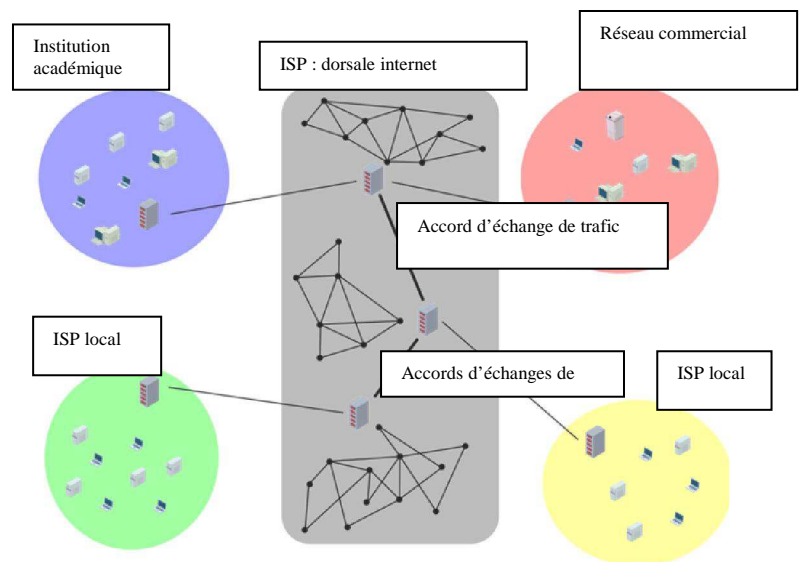 Institution
académique
ISP : dorsale internet
Réseau commercial
Accord d’échange de trafic
ISP local
Accords d’échanges de
ISP local